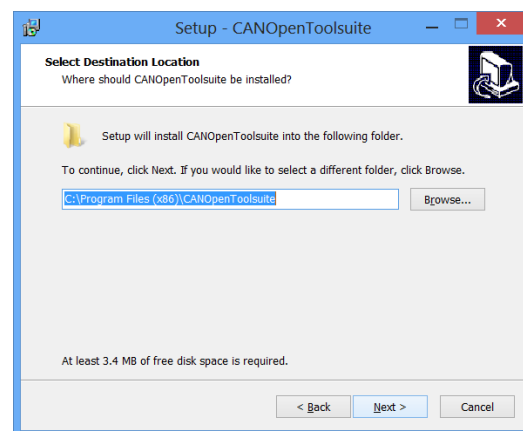 Setup - CANOpenToolsuite
Select Destination Location
Where should CANOpenToolsuite be installed?
Setup will install CANOpenToolsuite into the following folder.
To continue, click Next. If you would like to select a different folder, click Browse.
C:\Program Files (x86)\CANOpenToolsuite
Browse...
At least 3.4 MB of free disk space is required.
< Back Next > Cancel